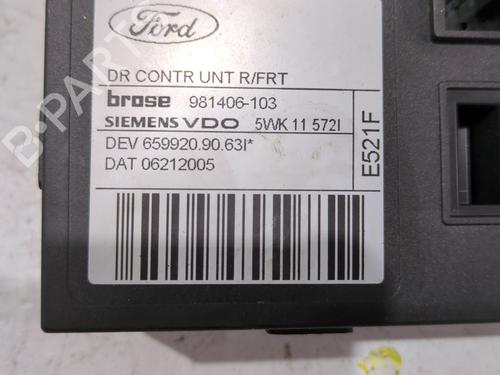 Ford
DR CONTR UNT R/FRT
brose 981406-103
SIEMENS VDO 5WK 11 572I
DEV 659920.90.63I*
DAT 06212005
E521F
B-PARTS